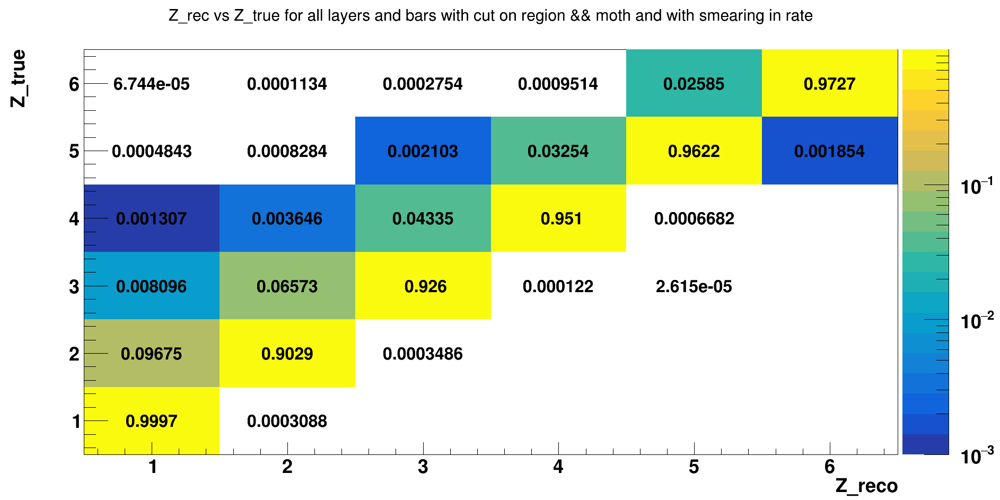 Z_rec vs Z_true for all layers and bars with cut on region && moth and with smearing in rate
Z_true
6 6.744e-05 0.0001134 0.0002754 0.0009514 0.02585 0.9727
5 0.0004843 0.0008284 0.002103 0.03254 0.9622 0.001854
10⁻¹
4 0.001307 0.003646 0.04335 0.951 0.0006682
3 0.008096 0.06573 0.926 0.000122 2.615e-05
10⁻²
2 0.09675 0.9029 0.0003486
1 0.9997 0.0003088
10⁻³
1 2 3 4 5 6
Z_reco